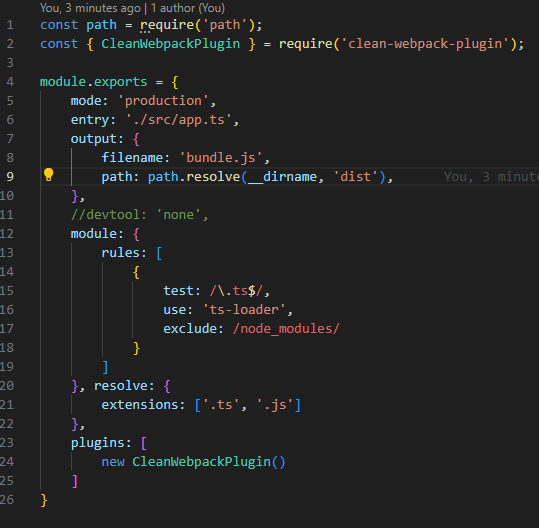 You, 3 minutes ago | 1 author (You)
1 const path = require('path');
2 const { CleanWebpackPlugin } = require('clean-webpack-plugin');
3
4 module.exports = {
5 mode: 'production',
6 entry: './src/app.ts',
7 output: {
8 filename: 'bundle.js',
9 path: path.resolve(__dirname, 'dist'), You, 3 minute
10 },
11 //devtool: 'none',
12 module: {
13 rules: [
14 {
15 test: /\.ts$/,
16 use: 'ts-loader',
17 exclude: /node_modules/
18 }
19 ]
20 }, resolve: {
21 extensions: ['.ts', '.js']
22 },
23 plugins: [
24 new CleanWebpackPlugin()
25 ]
26 }